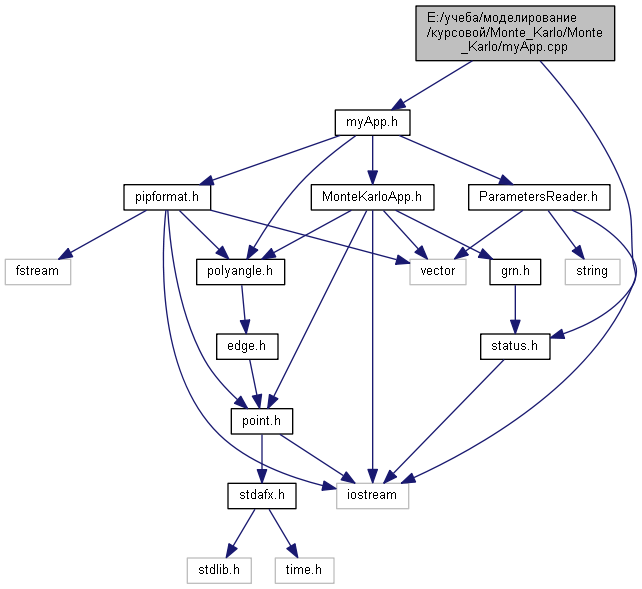 E:/учеба/моделирование
/курсовой/Monte_Karlo/Monte
_Karlo/myApp.cpp
myApp.h
pipformat.h
MonteKarloApp.h
ParametersReader.h
fstream
polyangle.h
vector
grn.h
string
edge.h
status.h
point.h
stdafx.h
iostream
stdlib.h
time.h